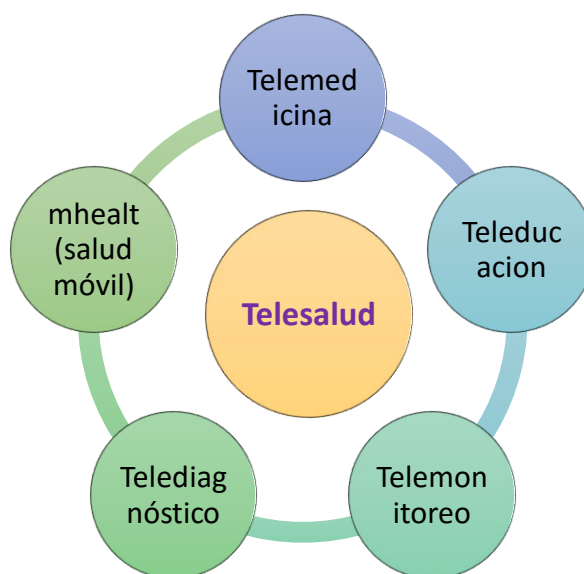 Telemed
icina
Teleduc
acion
Telemon
itoreo
Telediag
nóstico
mhealt
(salud
móvil)
Telesalud